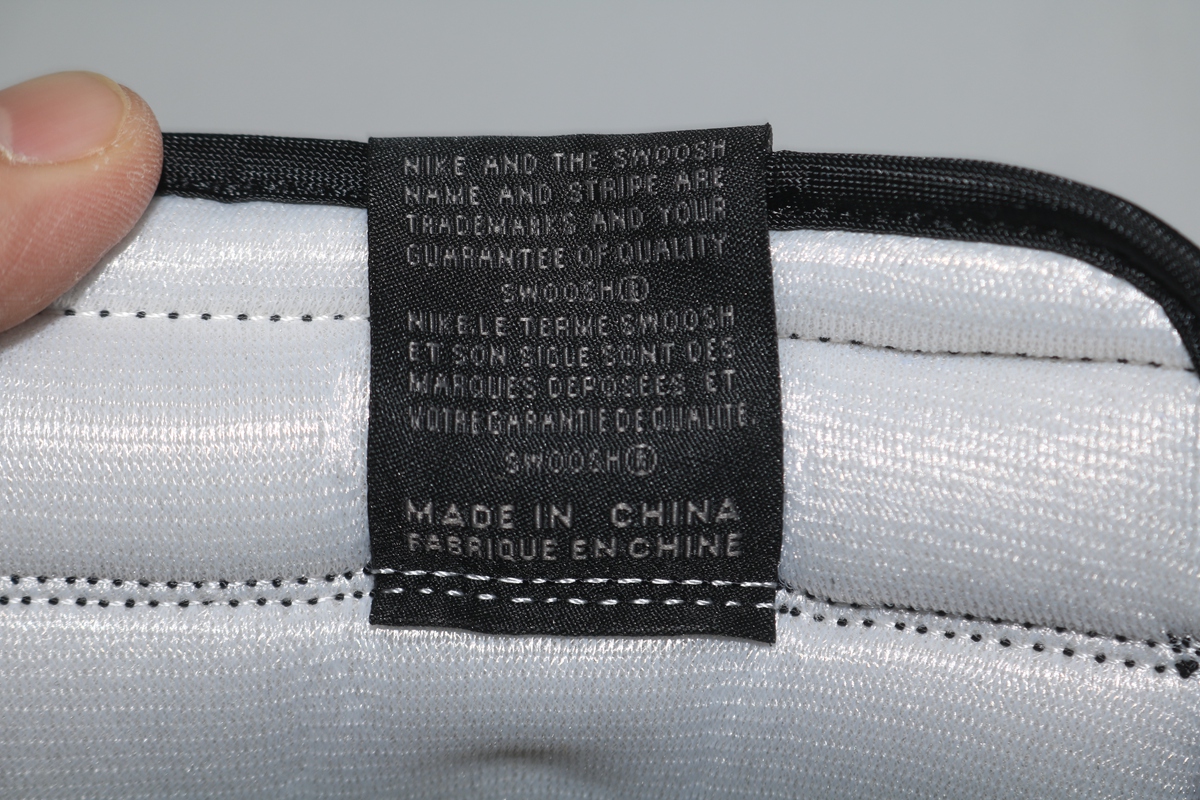 NIKE AND THE SWOOSH
NAME AND STRIPE ARE
TRADEMARKS AND YOUR
GUARANTEE OF QUALITY
SWOOSH®
NIKE.LE TERME SWOOSH
ET SON SIGLE SONT DES
MARQUES DEPOSEES ET
VOTRE GARANTIE DE QUALITE.
SWOOSH®
MADE IN CHINA
FABRIQUE EN CHINE